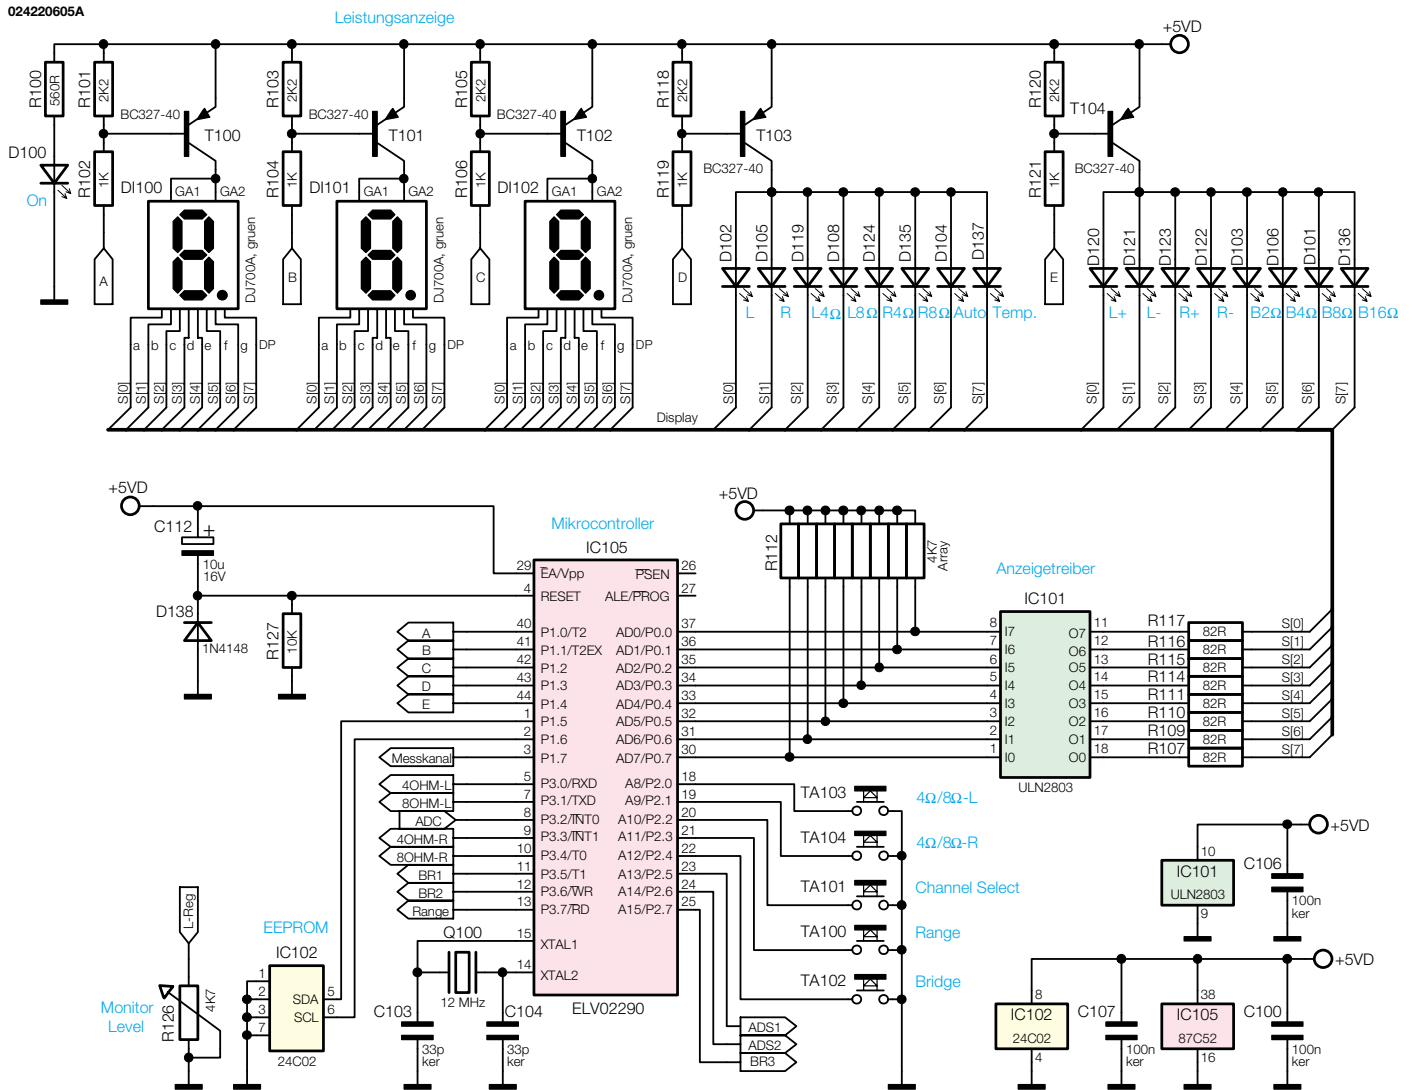 024220605A
Leistungsanzeige
+5VD
R100
560R
R101
2K2
R103
2K2
R105
2K2
R118
2K2
R120
2K2
BC327-40
T100
BC327-40
T101
BC327-40
T102
T103
BC327-40
T104
BC327-40
D100
On
R102
1K
R104
1K
R106
1K
R119
1K
R121
1K
DI100
GA1
GA2
DI101
GA1
GA2
DI102
GA1
GA2
DJ700A, gruen
DJ700A, gruen
DJ700A, gruen
A
B
C
D
E
D102
D105
D119
D108
D124
D135
D104
D137
D120
D121
D123
D122
D103
D106
D101
D136
L
R
L4Ω
L8Ω
R4Ω
R8Ω
Auto
Temp.
L+
L-
R+
R-
B2Ω
B4Ω
B8Ω
B16Ω
a b c d e f g DP
a b c d e f g DP
a b c d e f g DP
S[0] S[1] S[2] S[3] S[4] S[5] S[6] S[7]
S[0] S[1] S[2] S[3] S[4] S[5] S[6] S[7]
S[0] S[1] S[2] S[3] S[4] S[5] S[6] S[7]
S[0] S[1] S[2] S[3] S[4] S[5] S[6] S[7]
S[0] S[1] S[2] S[3] S[4] S[5] S[6] S[7]
Display
+5VD
C112
+
10u
16V
D138
1N4148
R127
10K
Mikrocontroller
IC105
29 EA/Vpp
4 RESET
A 40 P1.0/T2
B 41 P1.1/T2EX
C 42 P1.2
D 43 P1.3
E 44 P1.4
1 P1.5
2 P1.6
Messkanal 3 P1.7
4OHM-L 5 P3.0/RXD
8OHM-L 7 P3.1/TXD
ADC 8 P3.2/INT0
4OHM-R 9 P3.3/INT1
8OHM-R 10 P3.4/T0
BR1 11 P3.5/T1
BR2 12 P3.6/WR
Range 13 P3.7/RD
15 XTAL1
14 XTAL2
PSEN 26
ALE/PROG 27
AD0/P0.0 37
AD1/P0.1 36
AD2/P0.2 35
AD3/P0.3 34
AD4/P0.4 33
AD5/P0.5 32
AD6/P0.6 31
AD7/P0.7 30
A8/P2.0 18
A9/P2.1 19
A10/P2.2 20
A11/P2.3 21
A12/P2.4 22
A13/P2.5 23
A14/P2.6 24
A15/P2.7 25
ELV02290
Q100
12 MHz
C103
33p
ker
C104
33p
ker
L-Reg
Monitor
Level
R126
4K7
EEPROM
IC102
1
2
3
7
SDA 5
SCL 6
24C02
+5VD
R112
4K7
Array
Anzeigetreiber
IC101
8 I7 O7 11 R117 82R S[0]
7 I6 O6 12 R116 82R S[1]
6 I5 O5 13 R115 82R S[2]
5 I4 O4 14 R114 82R S[3]
4 I3 O3 15 R111 82R S[4]
3 I2 O2 16 R110 82R S[5]
2 I1 O1 17 R109 82R S[6]
1 I0 O0 18 R107 82R S[7]
ULN2803
TA103
4Ω/8Ω-L
TA104
4Ω/8Ω-R
TA101
Channel Select
TA100
Range
TA102
Bridge
ADS1
ADS2
BR3
+5VD
10
IC101
ULN2803
9
C106
100n
ker
+5VD
8
IC102
24C02
4
C107
100n
ker
38
IC105
87C52
16
C100
100n
ker